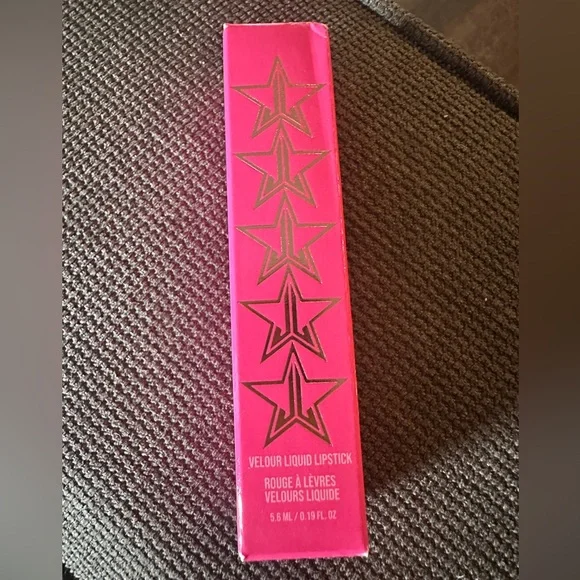 VELOUR LIQUID LIPSTICK
ROUGE À LÈVRES
VELOURS LIQUIDE
5.6 ML / 0.19 FL. OZ